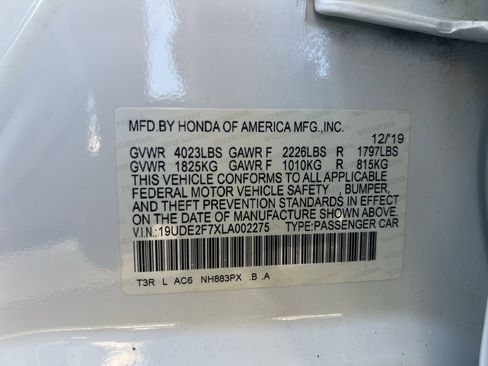 MFD.BY HONDA OF AMERICA MFG.,INC.
12/'19
GVWR 4023LBS GAWR F 2226LBS R 1797LBS
GVWR 1825KG GAWR F 1010KG R 815KG
THIS VEHICLE CONFORMS TO ALL APPLICABLE
FEDERAL MOTOR VEHICLE SAFETY , BUMPER,
AND THEFT PREVENTION STANDARDS IN EFFECT
ON THE DATE OF MANUFACTURE SHOWN ABOVE.
V.I.N.:19UDE2F7XLA002275 TYPE:PASSENGER CAR
T3R L AC6 NH883PX .B .A